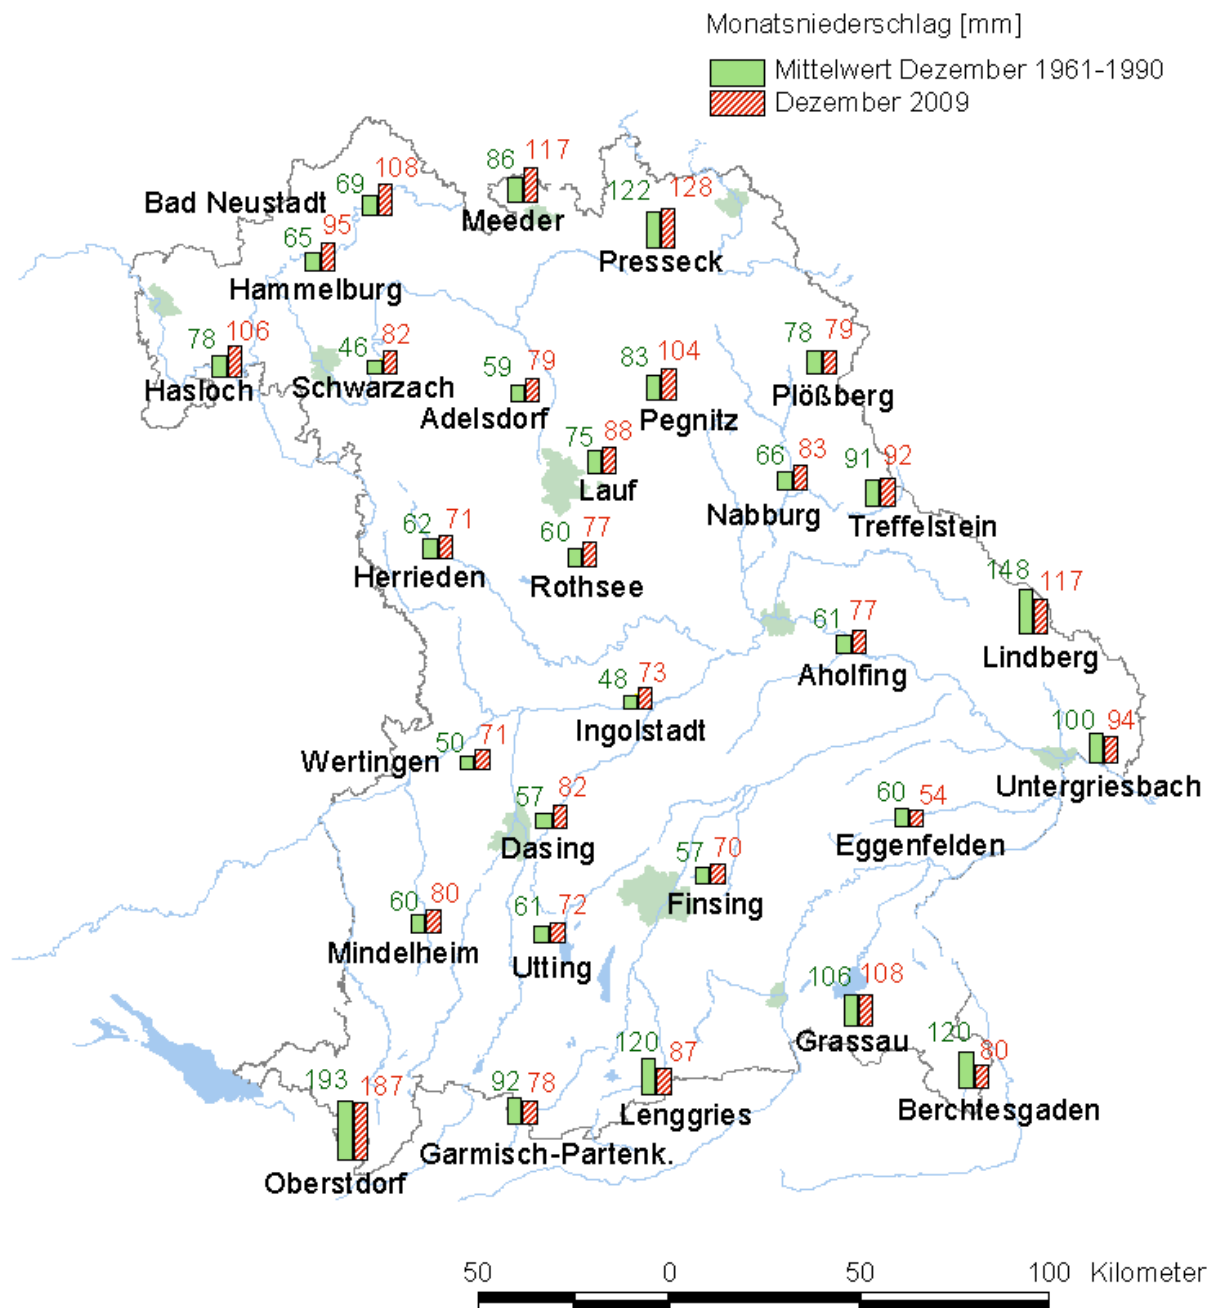 Monatsniederschlag [mm]
Mittelwert Dezember 1961-1990
Dezember 2009
69 108
Bad Neustadt
86 117
Meeder
122 128
Presseck
65 95
Hammelburg
78 106
Hasloch
46 82
Schwarzach
59 79
Adelsdorf
83 104
Pegnitz
78 79
Plößberg
75 88
Lauf
66 83
Nabburg
91 92
Treffelstein
62 71
Herrieden
60 77
Rothsee
148 117
Lindberg
61 77
Aholfing
48 73
Ingolstadt
50 71
Wertingen
100 94
Untergriesbach
57 82
Dasing
60 54
Eggenfelden
57 70
Finsing
60 80
Mindelheim
61 72
Utting
106 108
Grassau
120 87
Lenggries
120 80
Berchtesgaden
193 187
Oberstdorf
92 78
Garmisch-Partenk.
50 0 50 100 Kilometer